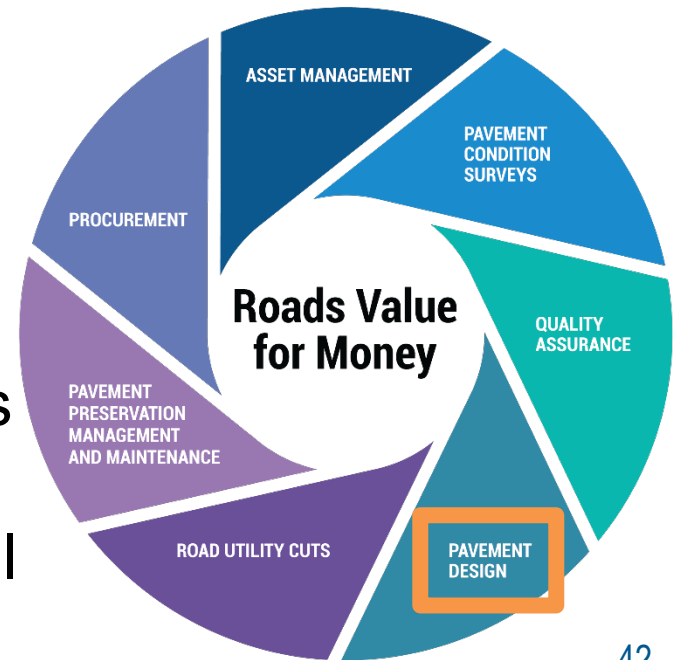 ASSET MANAGEMENT
PAVEMENT
CONDITION
SURVEYS
QUALITY
ASSURANCE
PAVEMENT
DESIGN
ROAD UTILITY CUTS
PAVEMENT
PRESERVATION
MANAGEMENT
AND MAINTENANCE
PROCUREMENT
Roads Value
for Money
s
l
42